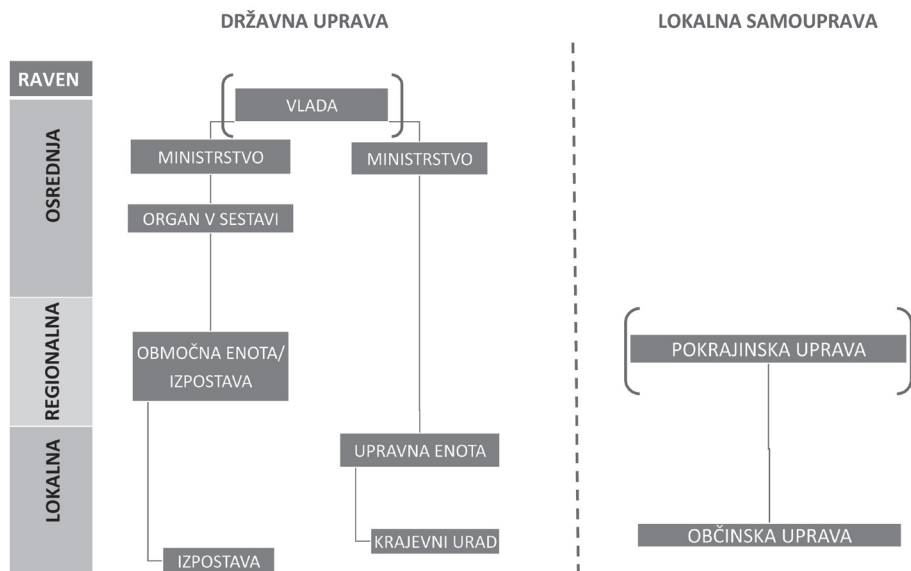 DRŽAVNA UPRAVA
LOKALNA SAMOUPRAVA
RAVEN
VLADA
OSREDNJA
MINISTRSTVO
MINISTRSTVO
ORGAN V SESTAVI
REGIONALNA
OBMOČNA ENOTA/
IZPOSTAVA
POKRAJINSKA UPRAVA
LOKALNA
UPRAVNA ENOTA
KRAJEVNI URAD
OBČINSKA UPRAVA
IZPOSTAVA